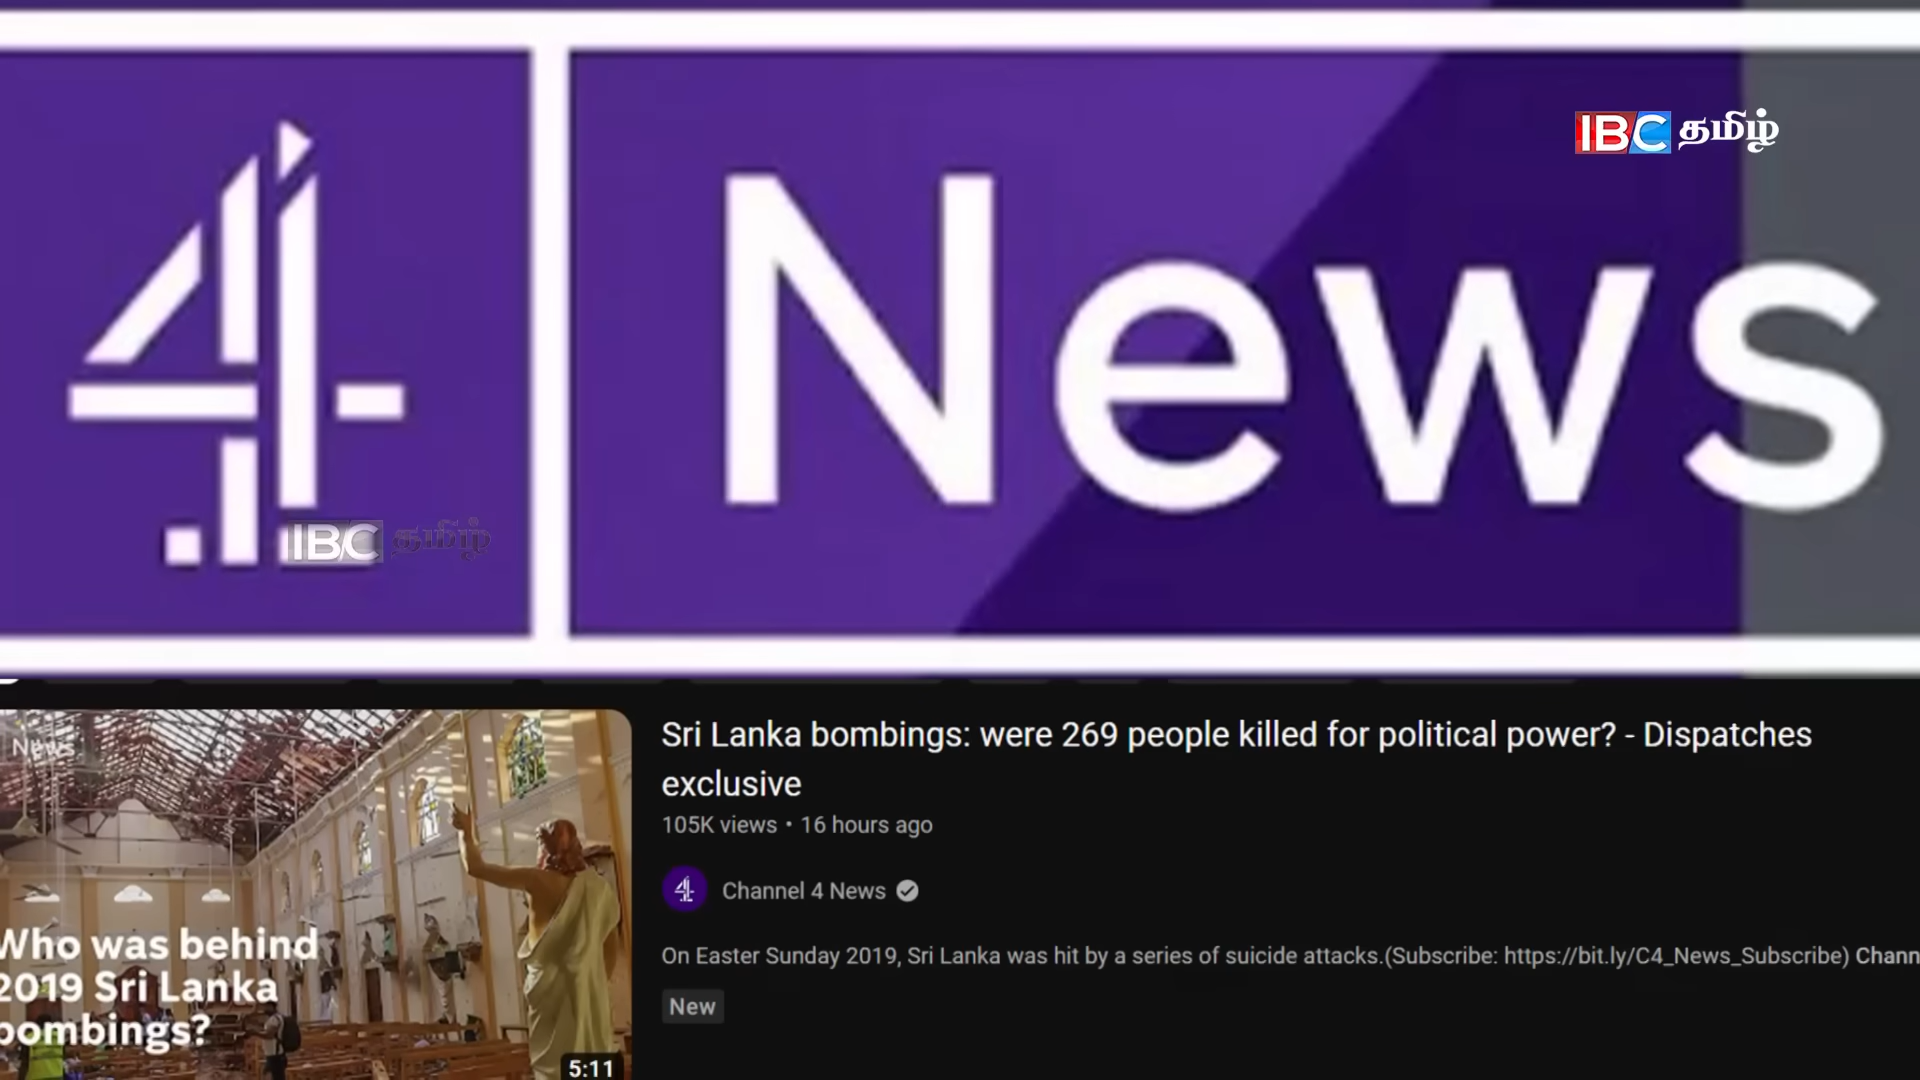 IBC தமிழ்
4 News
IBC தமிழ்
News
Who was behind
2019 Sri Lanka
bombings?
5:11
Sri Lanka bombings: were 269 people killed for political power? - Dispatches
exclusive
105K views • 16 hours ago
4 Channel 4 News
On Easter Sunday 2019, Sri Lanka was hit by a series of suicide attacks.(Subscribe: https://bit.ly/C4_News_Subscribe) Chann
New